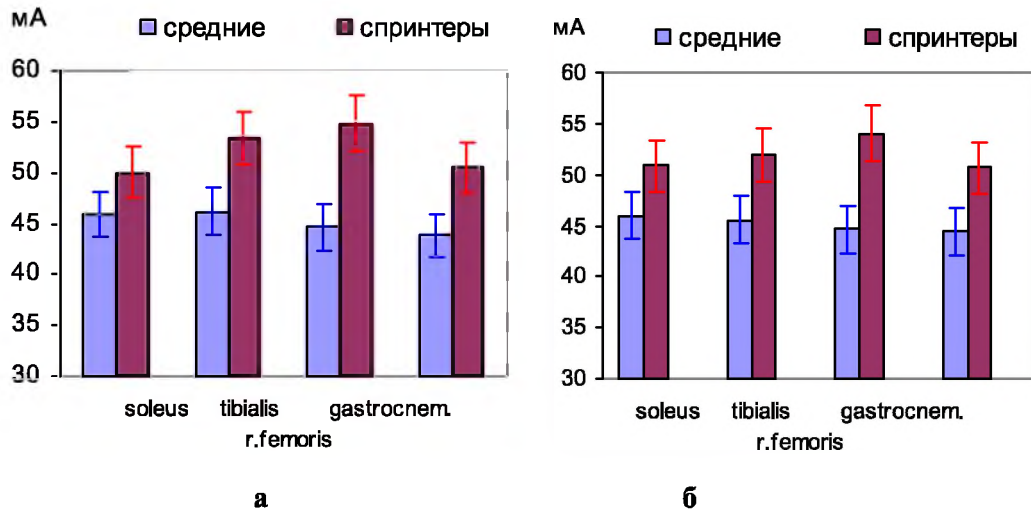 мА
средние спринтеры
60
55
50
45
40
35
30
soleus tibialis gastrocnem.
r.femoris
а
мА
средние спринтеры
60
55
50
45
40
35
30
soleus tibialis gastrocnem.
r.femoris
б